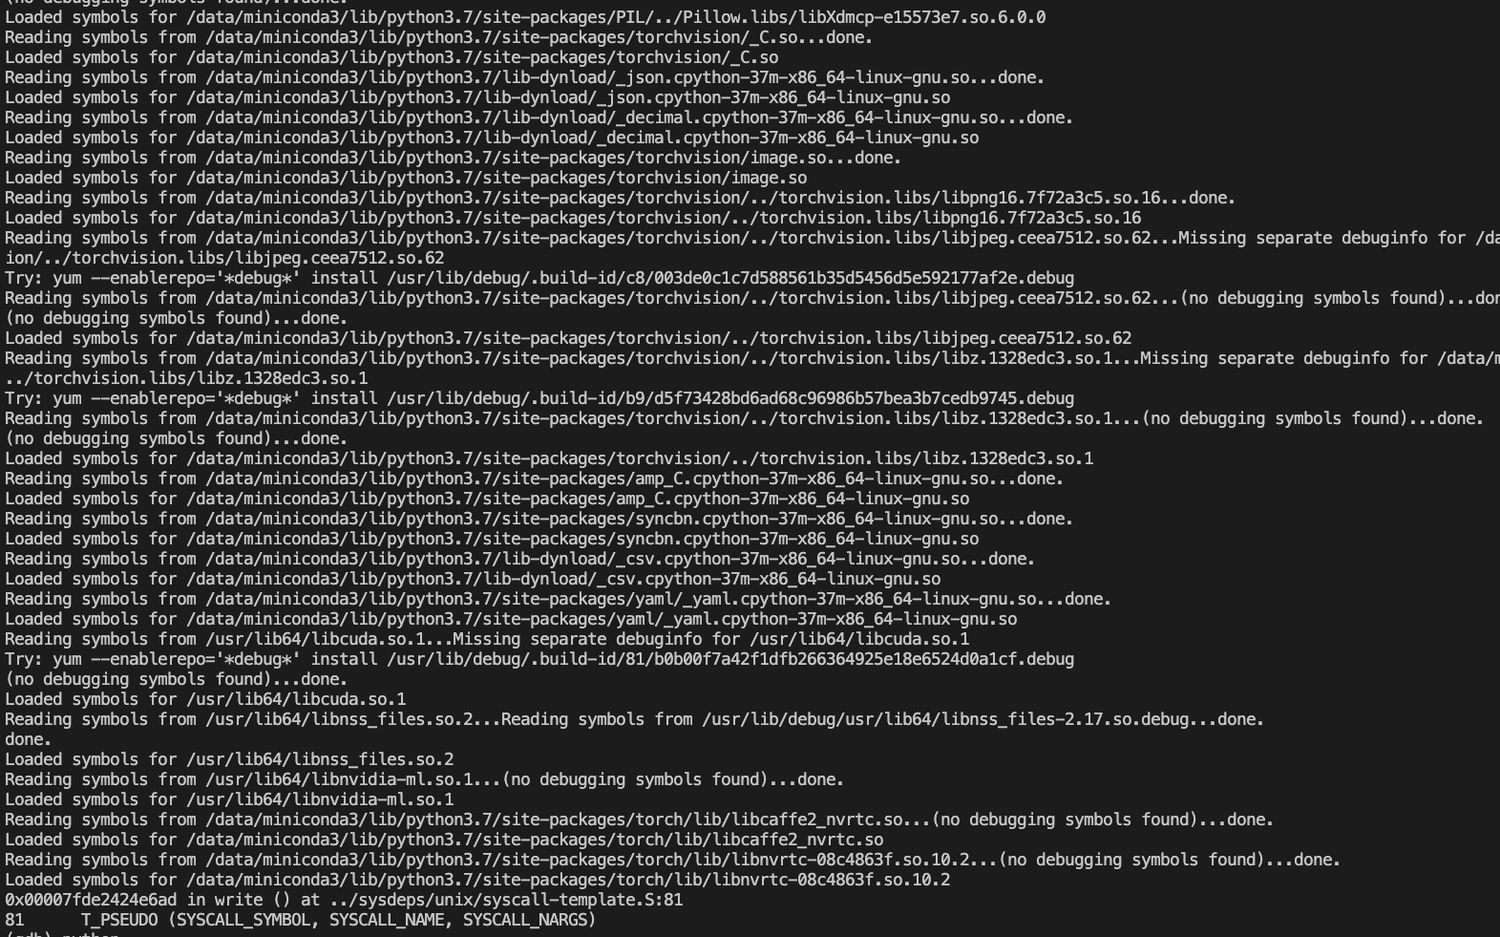 (no debugging symbols found)...done.
Loaded symbols for /data/miniconda3/lib/python3.7/site-packages/PIL/../Pillow.libs/libXdmcp-e15573e7.so.6.0.0
Reading symbols from /data/miniconda3/lib/python3.7/site-packages/torchvision/_C.so...done.
Loaded symbols for /data/miniconda3/lib/python3.7/site-packages/torchvision/_C.so
Reading symbols from /data/miniconda3/lib/python3.7/lib-dynload/_json.cpython-37m-x86_64-linux-gnu.so...done.
Loaded symbols for /data/miniconda3/lib/python3.7/lib-dynload/_json.cpython-37m-x86_64-linux-gnu.so
Reading symbols from /data/miniconda3/lib/python3.7/lib-dynload/_decimal.cpython-37m-x86_64-linux-gnu.so...done.
Loaded symbols for /data/miniconda3/lib/python3.7/lib-dynload/_decimal.cpython-37m-x86_64-linux-gnu.so
Reading symbols from /data/miniconda3/lib/python3.7/site-packages/torchvision/image.so...done.
Loaded symbols for /data/miniconda3/lib/python3.7/site-packages/torchvision/image.so
Reading symbols from /data/miniconda3/lib/python3.7/site-packages/torchvision/../torchvision.libs/libpng16.7f72a3c5.so.16...done.
Loaded symbols for /data/miniconda3/lib/python3.7/site-packages/torchvision/../torchvision.libs/libpng16.7f72a3c5.so.16
Reading symbols from /data/miniconda3/lib/python3.7/site-packages/torchvision/../torchvision.libs/libjpeg.ceea7512.so.62...Missing separate debuginfo for /da
ion/../torchvision.libs/libjpeg.ceea7512.so.62
Try: yum --enablerepo='*debug*' install /usr/lib/debug/.build-id/c8/003de0c1c7d588561b35d5456d5e592177af2e.debug
Reading symbols from /data/miniconda3/lib/python3.7/site-packages/torchvision/../torchvision.libs/libjpeg.ceea7512.so.62...(no debugging symbols found)...don
(no debugging symbols found)...done.
Loaded symbols for /data/miniconda3/lib/python3.7/site-packages/torchvision/../torchvision.libs/libjpeg.ceea7512.so.62
Reading symbols from /data/miniconda3/lib/python3.7/site-packages/torchvision/../torchvision.libs/libz.1328edc3.so.1...Missing separate debuginfo for /data/m
../torchvision.libs/libz.1328edc3.so.1
Try: yum --enablerepo='*debug*' install /usr/lib/debug/.build-id/b9/d5f73428bd6ad68c96986b57bea3b7cedb9745.debug
Reading symbols from /data/miniconda3/lib/python3.7/site-packages/torchvision/../torchvision.libs/libz.1328edc3.so.1...(no debugging symbols found)...done.
(no debugging symbols found)...done.
Loaded symbols for /data/miniconda3/lib/python3.7/site-packages/torchvision/../torchvision.libs/libz.1328edc3.so.1
Reading symbols from /data/miniconda3/lib/python3.7/site-packages/amp_C.cpython-37m-x86_64-linux-gnu.so...done.
Loaded symbols for /data/miniconda3/lib/python3.7/site-packages/amp_C.cpython-37m-x86_64-linux-gnu.so
Reading symbols from /data/miniconda3/lib/python3.7/site-packages/syncbn.cpython-37m-x86_64-linux-gnu.so...done.
Loaded symbols for /data/miniconda3/lib/python3.7/site-packages/syncbn.cpython-37m-x86_64-linux-gnu.so
Reading symbols from /data/miniconda3/lib/python3.7/lib-dynload/_csv.cpython-37m-x86_64-linux-gnu.so...done.
Loaded symbols for /data/miniconda3/lib/python3.7/lib-dynload/_csv.cpython-37m-x86_64-linux-gnu.so
Reading symbols from /data/miniconda3/lib/python3.7/site-packages/yaml/_yaml.cpython-37m-x86_64-linux-gnu.so...done.
Loaded symbols for /data/miniconda3/lib/python3.7/site-packages/yaml/_yaml.cpython-37m-x86_64-linux-gnu.so
Reading symbols from /usr/lib64/libcuda.so.1...Missing separate debuginfo for /usr/lib64/libcuda.so.1
Try: yum --enablerepo='*debug*' install /usr/lib/debug/.build-id/81/b0b00f7a42f1dfb266364925e18e6524d0a1cf.debug
(no debugging symbols found)...done.
Loaded symbols for /usr/lib64/libcuda.so.1
Reading symbols from /usr/lib64/libnss_files.so.2...Reading symbols from /usr/lib/debug/usr/lib64/libnss_files-2.17.so.debug...done.
done.
Loaded symbols for /usr/lib64/libnss_files.so.2
Reading symbols from /usr/lib64/libnvidia-ml.so.1...(no debugging symbols found)...done.
Loaded symbols for /usr/lib64/libnvidia-ml.so.1
Reading symbols from /data/miniconda3/lib/python3.7/site-packages/torch/lib/libcaffe2_nvrtc.so...(no debugging symbols found)...done.
Loaded symbols for /data/miniconda3/lib/python3.7/site-packages/torch/lib/libcaffe2_nvrtc.so
Reading symbols from /data/miniconda3/lib/python3.7/site-packages/torch/lib/libnvrtc-08c4863f.so.10.2...(no debugging symbols found)...done.
Loaded symbols for /data/miniconda3/lib/python3.7/site-packages/torch/lib/libnvrtc-08c4863f.so.10.2
0x00007fde2424e6ad in write () at ../sysdeps/unix/syscall-template.S:81
81      T_PSEUDO (SYSCALL_SYMBOL, SYSCALL_NAME, SYSCALL_NARGS)
(gdb) python